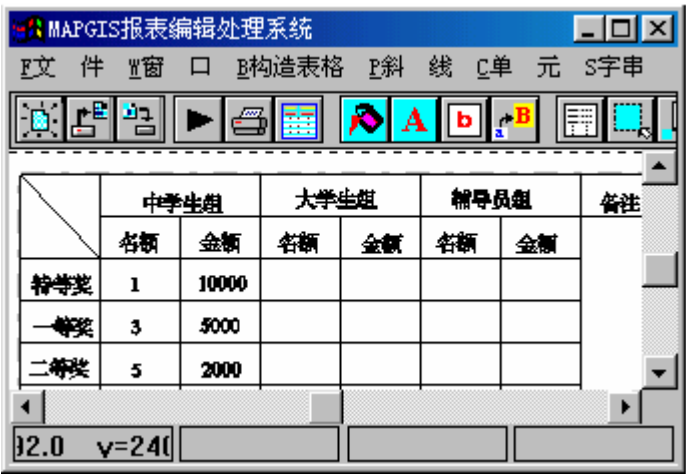 MAPGIS报表编辑处理系统
F文 件 W窗 口 B构造表格 P斜 线 C单 元 S字串
A b a B
中学生组 大学生组 辅导员组 备注
名额 金额 名额 金额 名额 金额
特等奖 1 10000
一等奖 3 5000
二等奖 5 2000
92.0 v=240